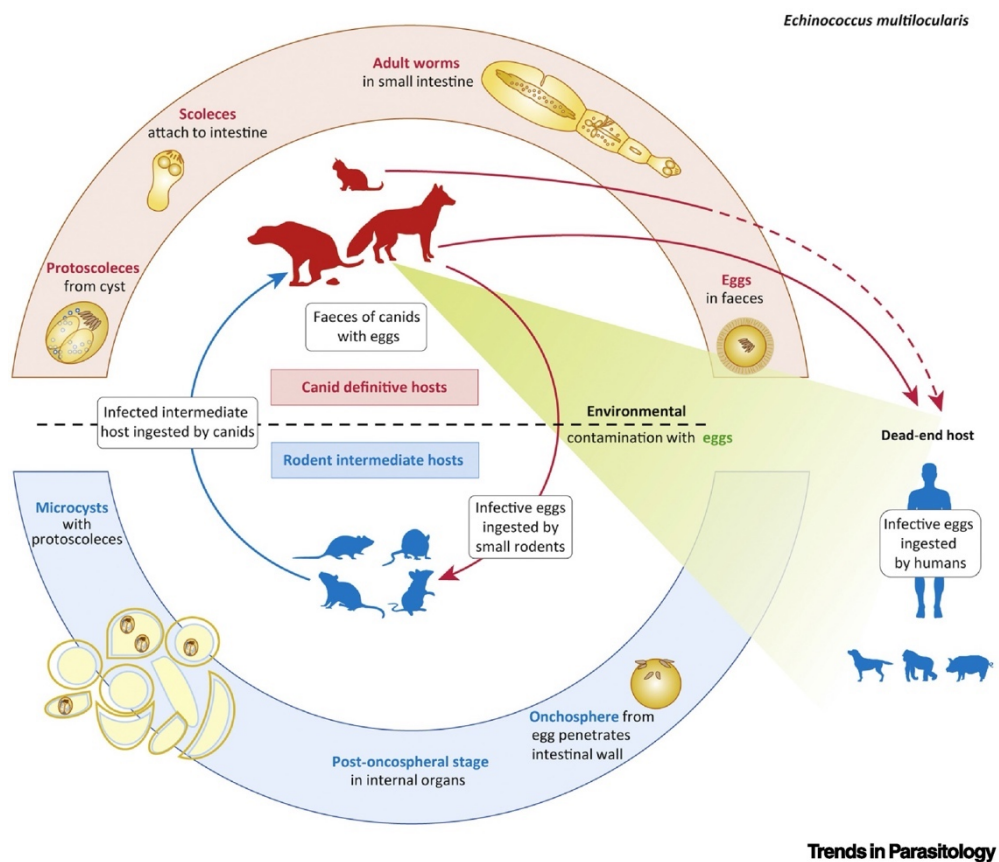 Echinococcus multilocularis
Adult worms
in small intestine
Scoleces
attach to intestine
Protoscoleces
from cyst
Eggs
in faeces
Faeces of canids
with eggs
Canid definitive hosts
Infected intermediate
host ingested by canids
Environmental
contamination with eggs
Dead-end host
Rodent intermediate hosts
Microcysts
with
protoscoleces
Infective eggs
ingested by
small rodents
Infective eggs
ingested
by humans
Onchosphere from
egg penetrates
intestinal wall
Post-oncospheral stage
in internal organs
Trends in Parasitology